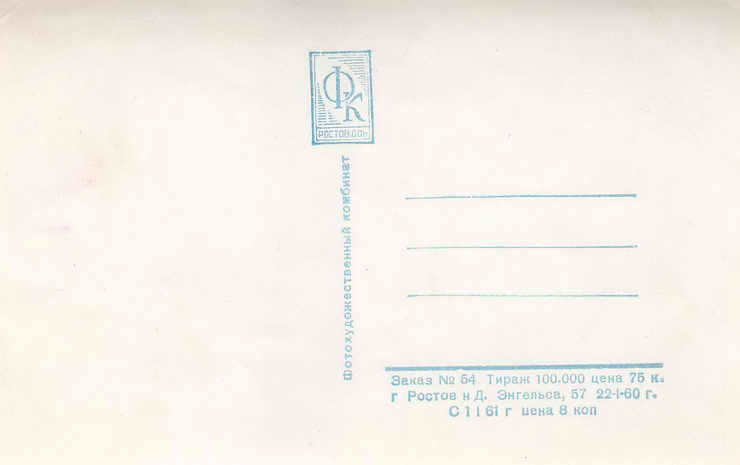 ФК
РОСТОВ-ДОН
Фотохудожественный комбинат
Заказ № 54 Тираж 100.000 цена 75 к.
г Ростов н Д. Энгельса, 57 22-1-60 г.
С 1 I 61 г цена 8 коп